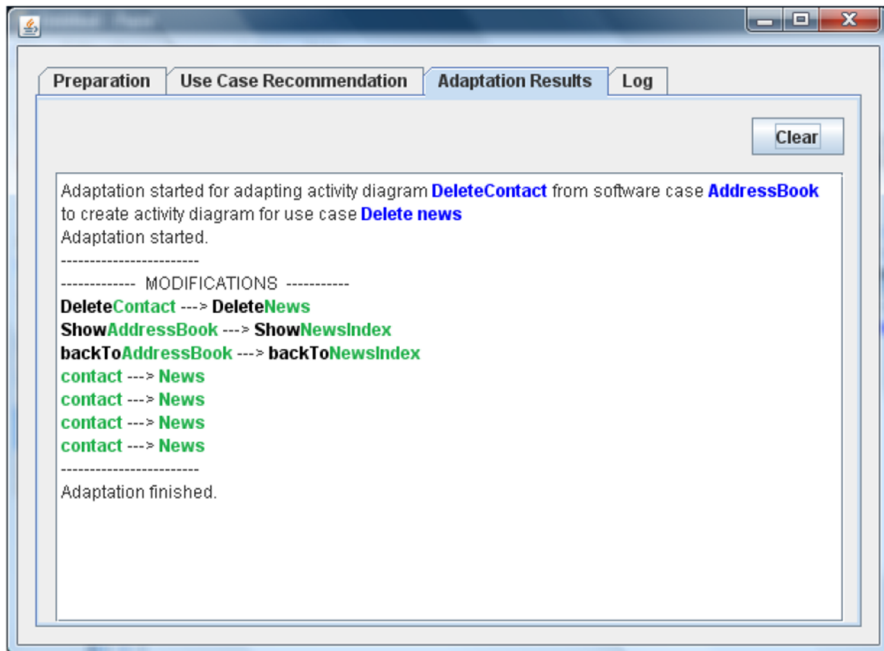 Preparation
Use Case Recommendation
Adaptation Results
Log
Clear
Adaptation started for adapting activity diagram DeleteContact from software case AddressBook
to create activity diagram for use case Delete news
Adaptation started.
------------------------
------------- MODIFICATIONS -----------
DeleteContact ---> DeleteNews
ShowAddressBook ---> ShowNewsIndex
backToAddressBook ---> backToNewsIndex
contact ---> News
contact ---> News
contact ---> News
contact ---> News
------------------------
Adaptation finished.